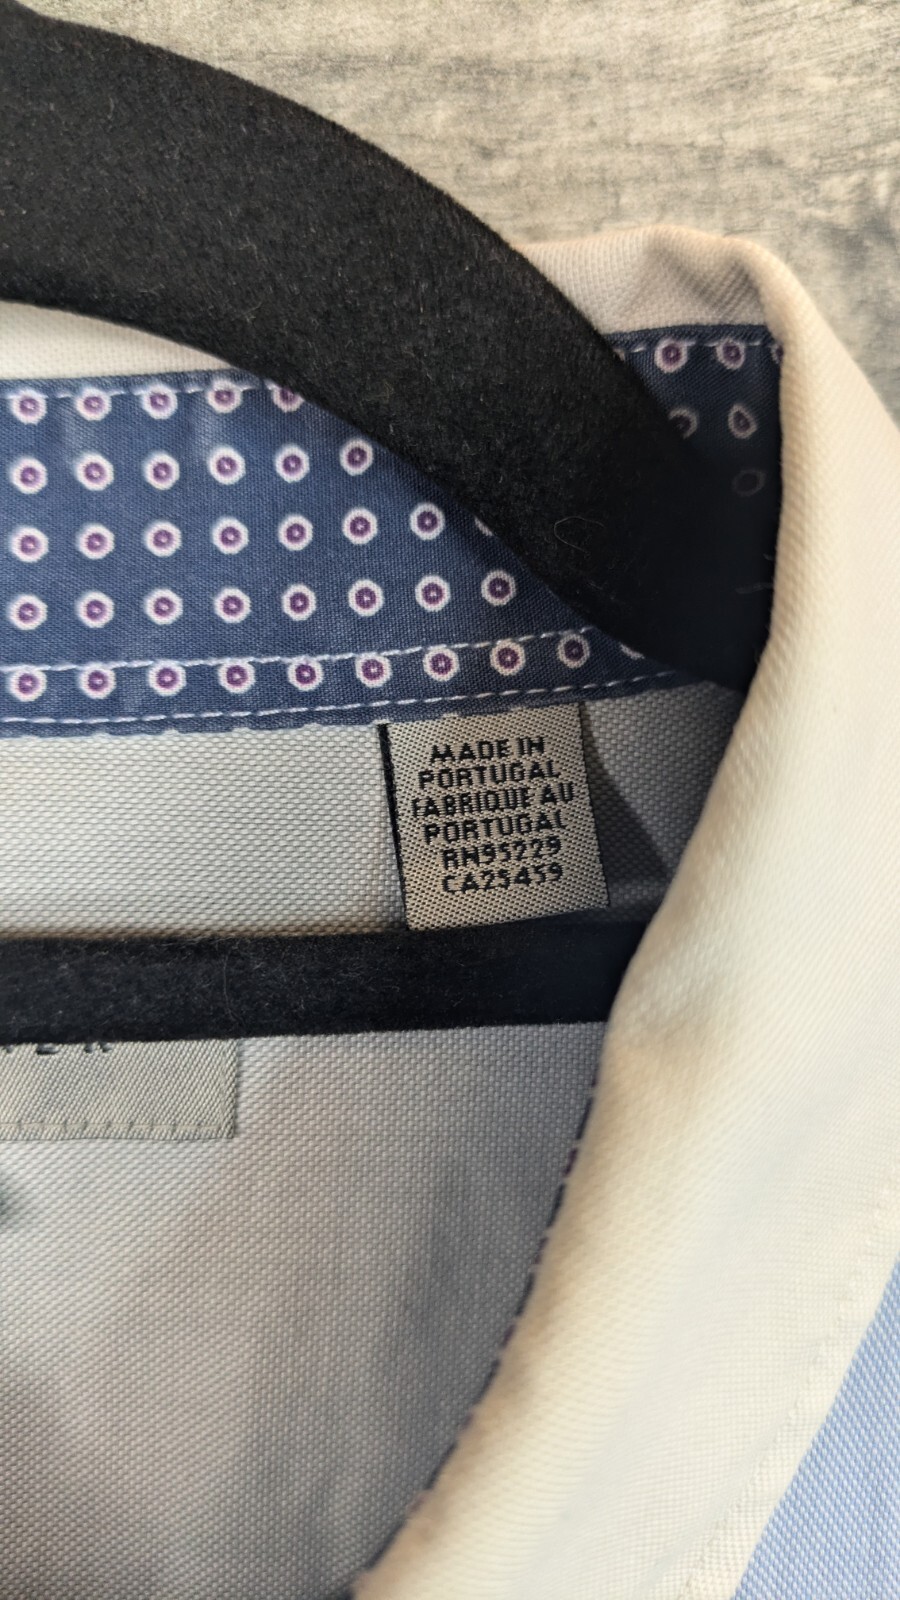 MADE IN
PORTUGAL
FABRIQUE AU
PORTUGAL
RN95229
CA25459